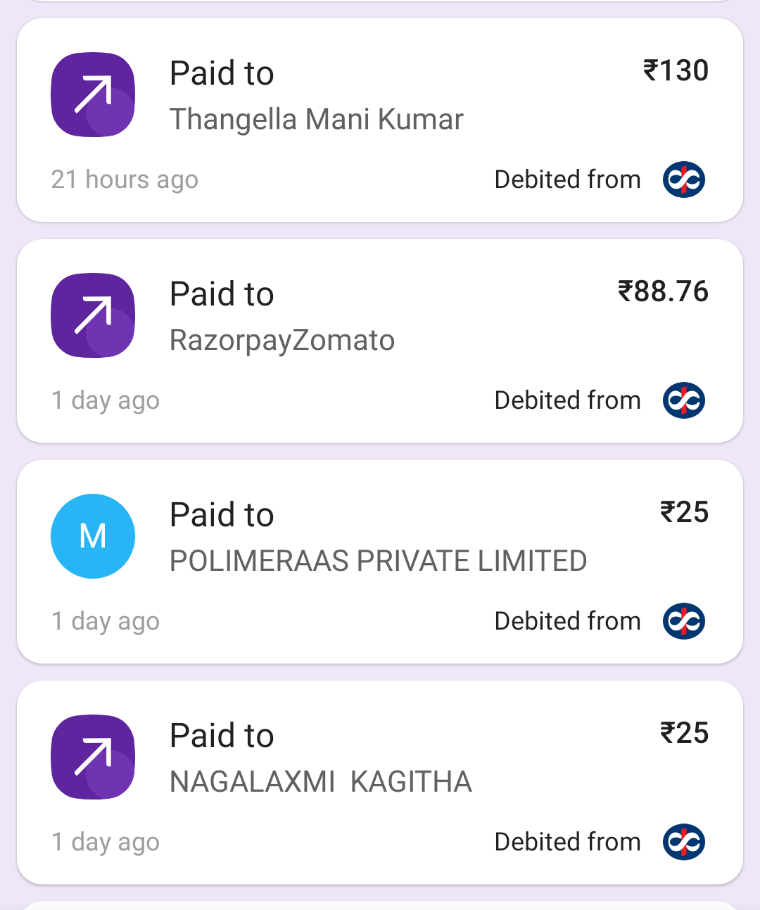 Paid to
₹130
Thangella Mani Kumar
21 hours ago
Debited from
Paid to
₹88.76
RazorpayZomato
1 day ago
Debited from
M
Paid to
₹25
POLIMERAAS PRIVATE LIMITED
1 day ago
Debited from
Paid to
₹25
NAGALAXMI  KAGITHA
1 day ago
Debited from